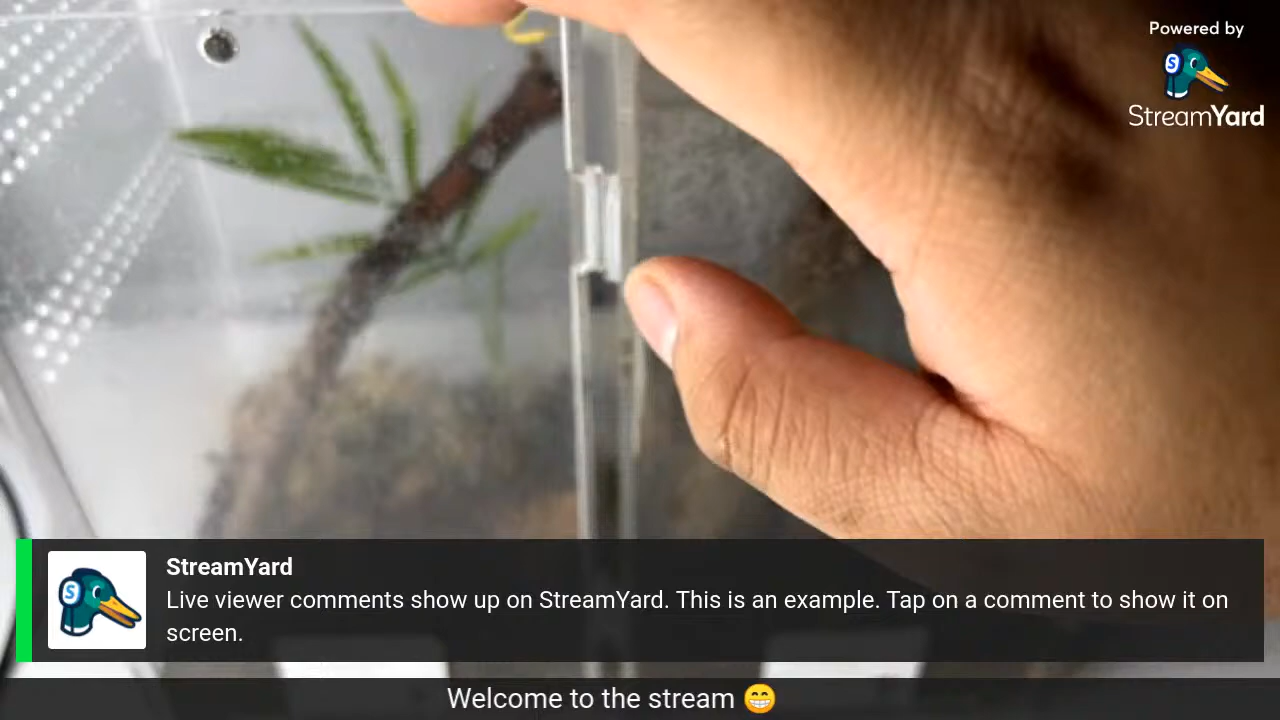 Powered by
S
StreamYard
S
StreamYard
Live viewer comments show up on StreamYard. This is an example. Tap on a comment to show it on
screen.
Welcome to the stream 😁